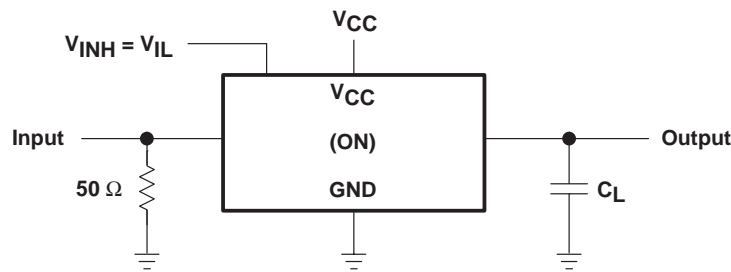 VCC
VINH = VIL
VCC
Input
(ON)
Output
50 Ω
GND
CL